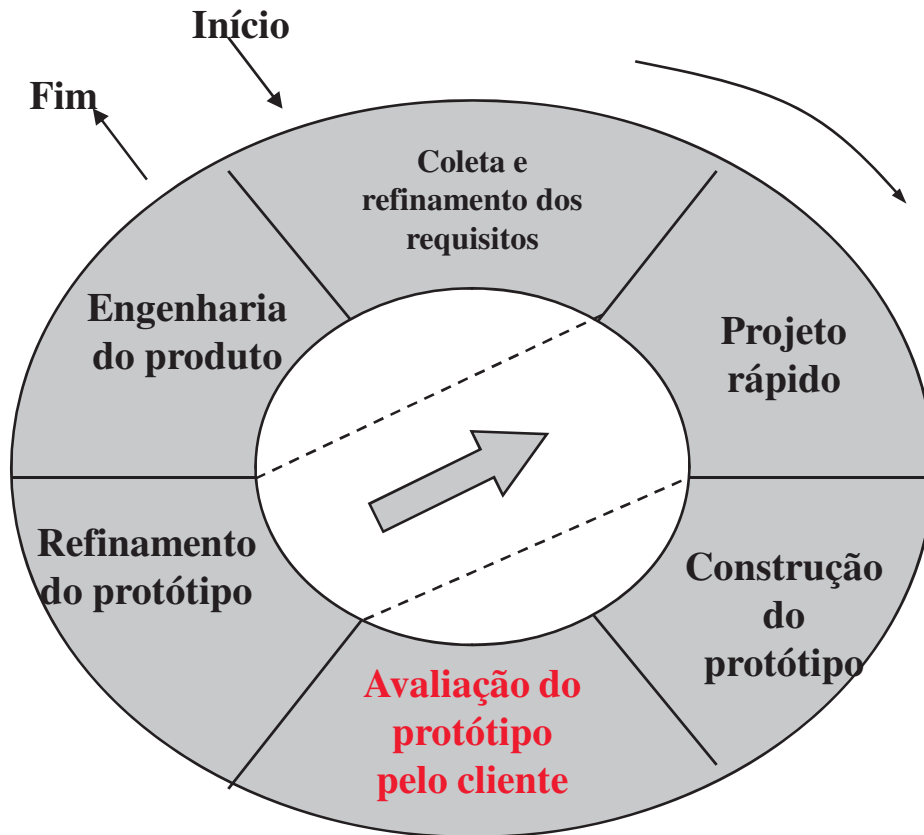 Início
Fim
Coleta e
refinamento dos
requisitos
Projeto
rápido
Construção
do
protótipo
Avaliação do
protótipo
pelo cliente
Refinamento
do protótipo
Engenharia
do produto